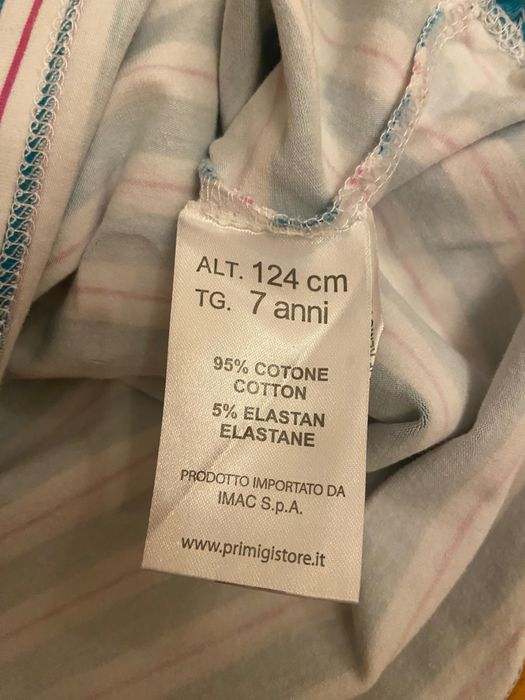 ALT. 124 cm
TG. 7 anni
95% COTONE
COTTON
5% ELASTAN
ELASTANE
PRODOTTO IMPORTATO DA
IMAC S.p.A.
www.primigistore.it